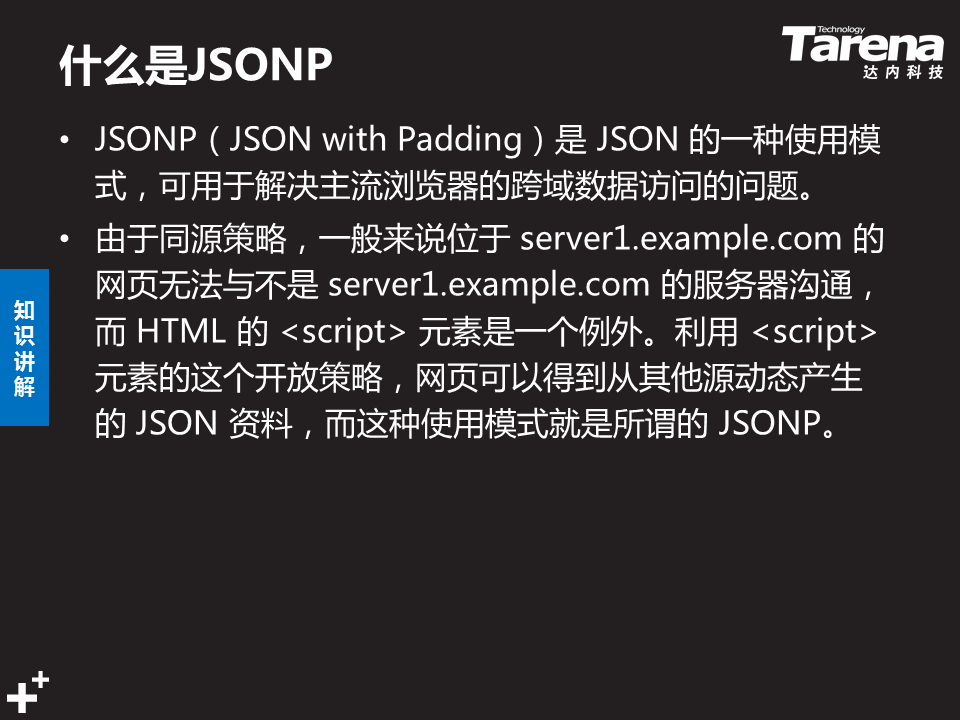 什么是JSONP
Technology
Tarena
达内科技
• JSONP（JSON with Padding）是 JSON 的一种使用模
式，可用于解决主流浏览器的跨域数据访问的问题。
• 由于同源策略，一般来说位于 server1.example.com 的
网页无法与不是 server1.example.com 的服务器沟通，
而 HTML 的 <script> 元素是一个例外。利用 <script>
元素的这个开放策略，网页可以得到从其他源动态产生
的 JSON 资料，而这种使用模式就是所谓的 JSONP。
知
识
讲
解